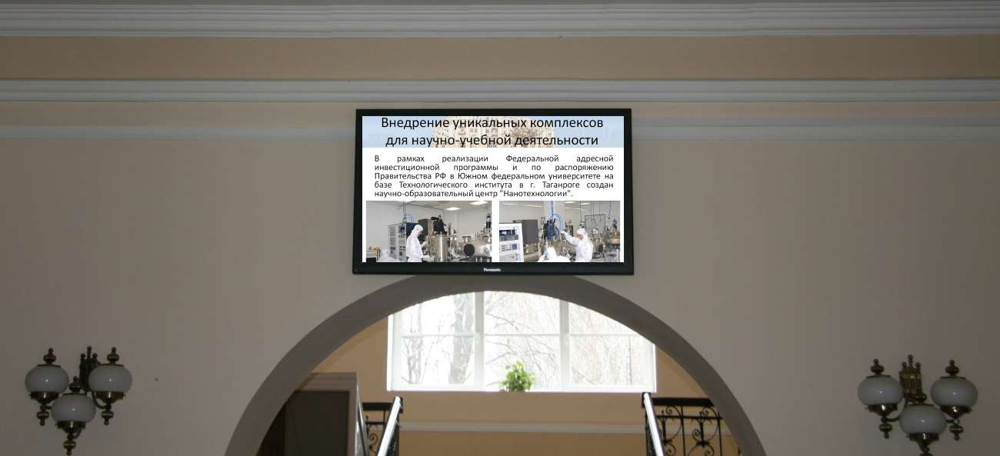 Внедрение уникальных комплексов
для научно-учебной деятельности
В рамках реализации Федеральной адресной
инвестиционной программы и по распоряжению
Правительства РФ в Южном федеральном университете на
базе Технологического института в г. Таганроге создан
научно-образовательный центр "Нанотехнологии".
Panasonic